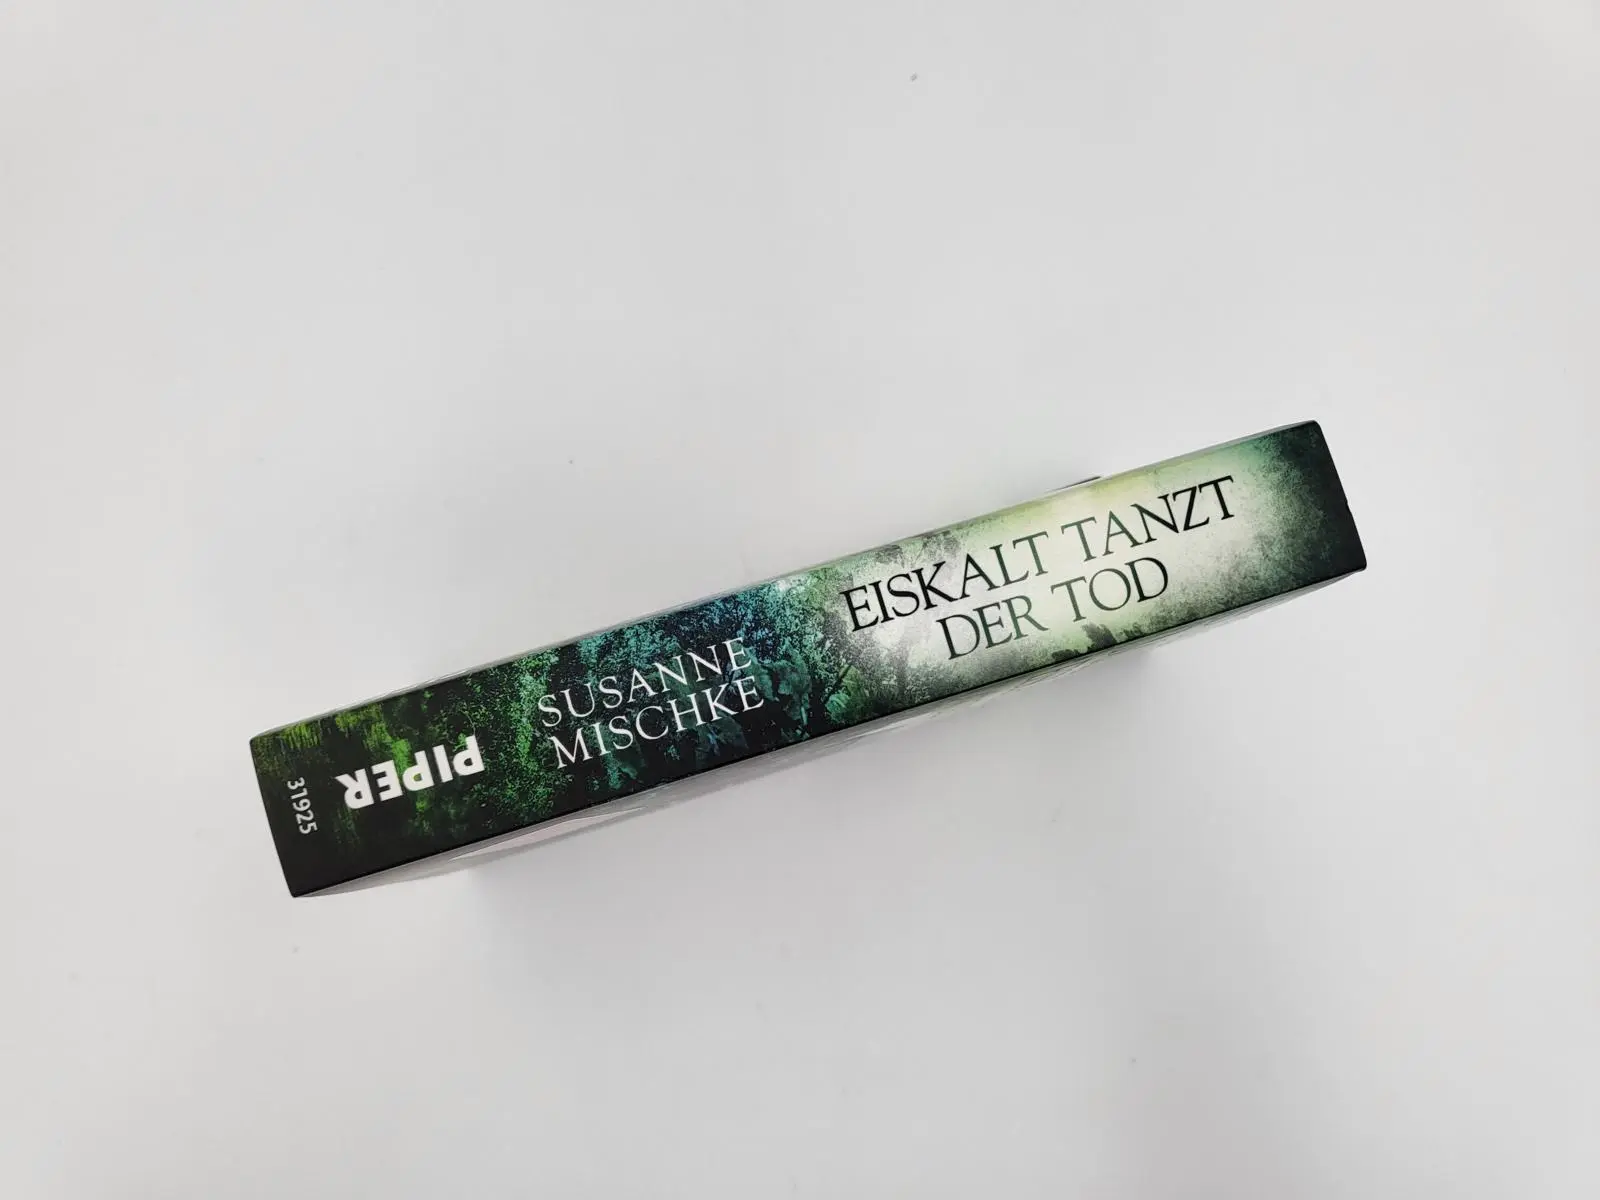 EISKALT TANZT
DER TOD
SUSANNE
MISCHKE
PIPER
31925